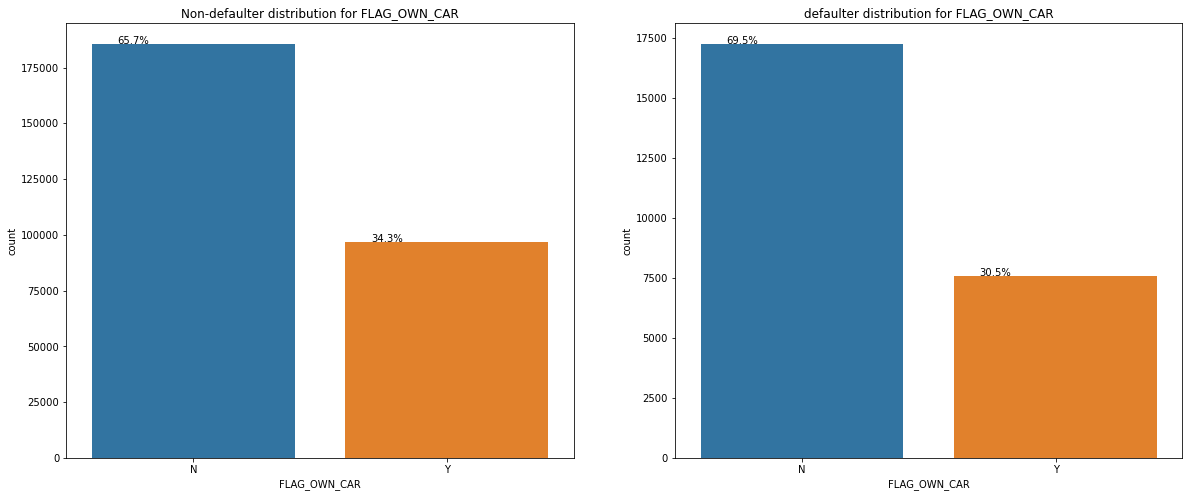 Non-defaulter distribution for FLAG_OWN_CAR
65.7%
34.3%
175000
150000
125000
100000
75000
50000
25000
0
count
N
Y
FLAG_OWN_CAR
defaulter distribution for FLAG_OWN_CAR
69.5%
30.5%
17500
15000
12500
10000
7500
5000
2500
0
count
N
Y
FLAG_OWN_CAR